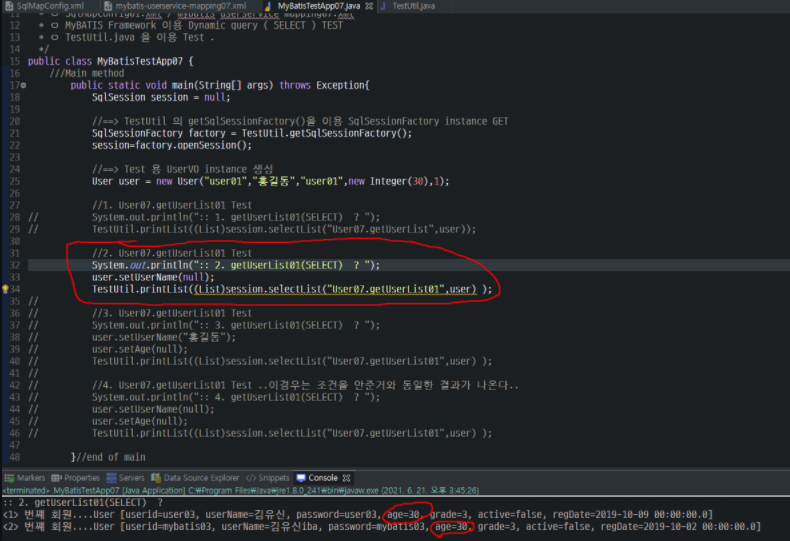 SqlMapConfig.xml mybatis-userservice-mapping07.xml MyBatisTestApp07.java TestUtil.java
11 * ㅇ SqlMapConfig01.xml / mybatis userservice mapping07.xml
12 * ㅇ MyBATIS Framework 이용 Dynamic query ( SELECT ) TEST
13 * ㅇ TestUtil.java 을 이용 Test .
14 */
15 public class MyBatisTestApp07 {
16 ///Main method
17 public static void main(String[] args) throws Exception{
18 SqlSession session = null;
19
20 //==> TestUtil 의 getSqlSessionFactory()을 이용 SqlSessionFactory instance GET
21 SqlSessionFactory factory = TestUtil.getSqlSessionFactory();
22 session=factory.openSession();
23
24 //==> Test 용 UserVO instance 생성
25 User user = new User("user01","홍길동","user01",new Integer(30),1);
26
27 //1. User07.getUserList01 Test
28 // System.out.println(":: 1. getUserList01(SELECT) ? ");
29 // TestUtil.printList((List)session.selectList("User07.getUserList",user));
30
31 //2. User07.getUserList01 Test
32 System.out.println(":: 2. getUserList01(SELECT) ? ");
33 user.setUserName(null);
34 TestUtil.printList((List)session.selectList("User07.getUserList01",user) );
35 //
36 // //3. User07.getUserList01 Test
37 // System.out.println(":: 3. getUserList01(SELECT) ? ");
38 // user.setUserName("홍길동");
39 // user.setAge(null);
40 // TestUtil.printList((List)session.selectList("User07.getUserList01",user) );
41 //
42 // //4. User07.getUserList01 Test ..이경우는 조건을 안준거와 동일한 결과가 나온다..
43 // System.out.println(":: 4. getUserList01(SELECT) ? ");
44 // user.setUserName(null);
45 // user.setAge(null);
46 // TestUtil.printList((List)session.selectList("User07.getUserList01",user) );
47
48 }//end of main
Markers Properties Servers Data Source Explorer Snippets Console
<terminated> MyBatisTestApp07 [Java Application] C:₩Program Files₩Java₩jre1.8.0_241₩bin₩javaw.exe (2021. 6. 21. 오후 3:45:26)
:: 2. getUserList01(SELECT) ?
<1> 번째 회원....User [userid=user03, userName=김유신, password=user03, age=30, grade=3, active=false, regDate=2019-10-09 00:00:00.0]
<2> 번째 회원....User [userid=mybatis03, userName=김유신iba, password=mybatis03, age=30, grade=3, active=false, regDate=2019-10-02 00:00:00.0]